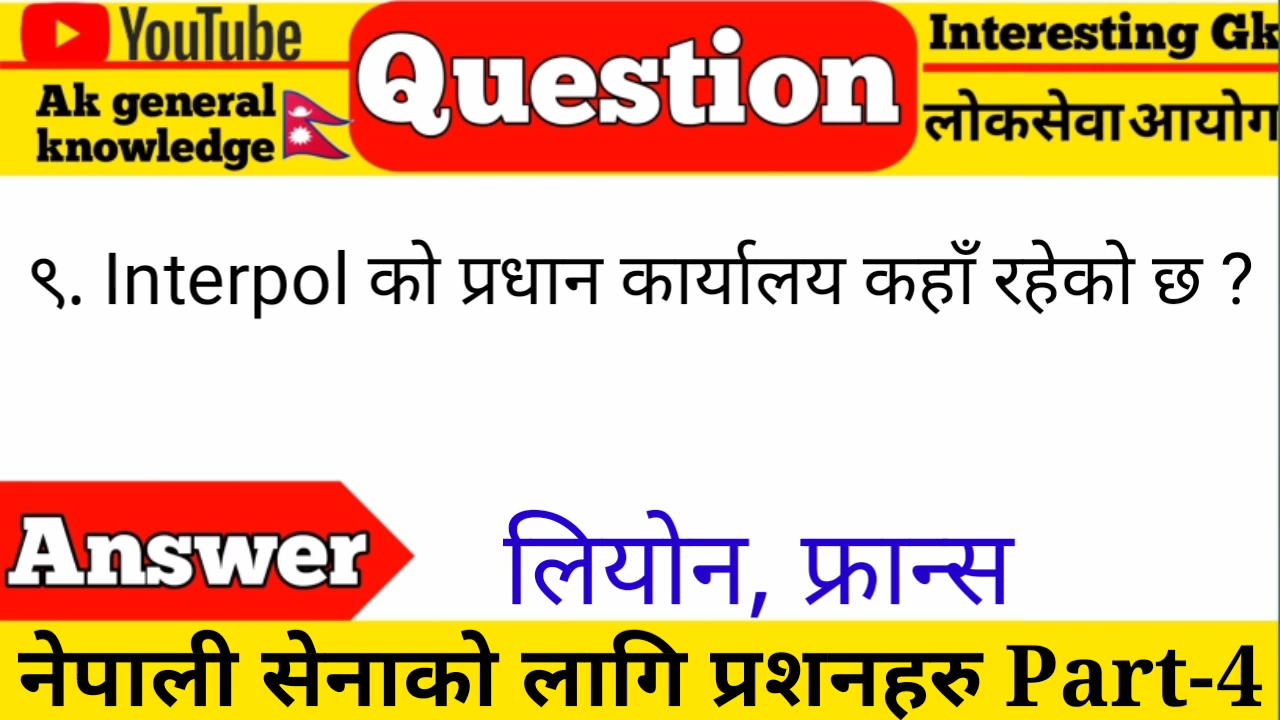 YouTube
Ak general
knowledge
Question
Interesting Gk
लोकसेवा आयोग
९. Interpol को प्रधान कार्यालय कहाँ रहेको छ ?
Answer
लियोन, फ्रान्स
नेपाली सेनाको लागि प्रशनहरु Part-4